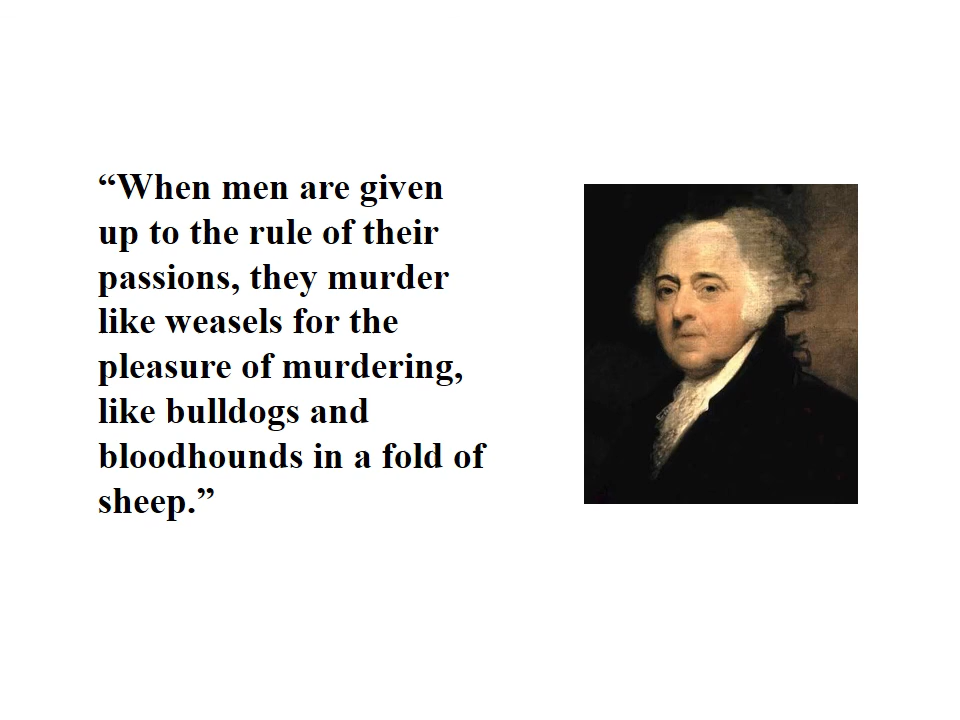 “When men are given
up to the rule of their
passions, they murder
like weasels for the
pleasure of murdering,
like bulldogs and
bloodhounds in a fold of
sheep.”